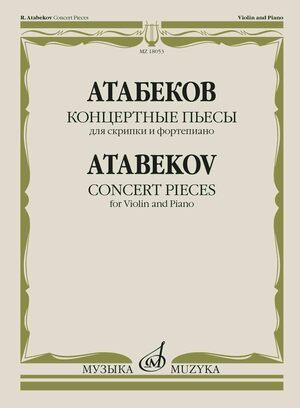 R. Atabekov Concert Pieces
Violin and Piano
MZ 18053
АТАБЕКОВ
КОНЦЕРТНЫЕ ПЬЕСЫ
для скрипки и фортепиано
ATABEKOV
CONCERT PIECES
for Violin and Piano
МУЗЫКА MUZYKA